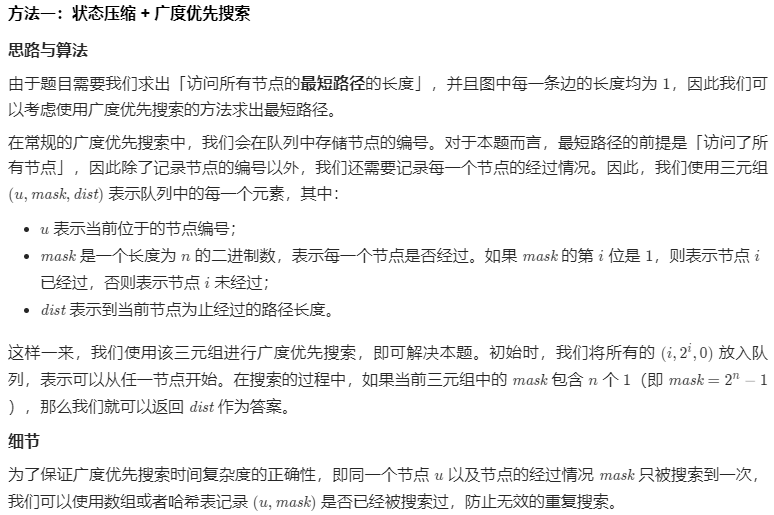 方法一：状态压缩 + 广度优先搜索
思路与算法
由于题目需要我们求出「访问所有节点的最短路径的长度」，并且图中每一条边的长度均为 1，因此我们可
以考虑使用广度优先搜索的方法求出最短路径。
在常规的广度优先搜索中，我们会在队列中存储节点的编号。对于本题而言，最短路径的前提是「访问了所
有节点」，因此除了记录节点的编号以外，我们还需要记录每一个节点的经过情况。因此，我们使用三元组
(u, mask, dist) 表示队列中的每一个元素，其中：
• u 表示当前位于的节点编号；
• mask 是一个长度为 n 的二进制数，表示每一个节点是否经过。如果 mask 的第 i 位是 1，则表示节点 i
已经过，否则表示节点 i 未经过；
• dist 表示到当前节点为止经过的路径长度。
这样一来，我们使用该三元组进行广度优先搜索，即可解决本题。初始时，我们将所有的 (i, 2^i, 0) 放入队
列，表示可以从任一节点开始。在搜索的过程中，如果当前三元组中的 mask 包含 n 个 1（即 mask = 2^n − 1
），那么我们就可以返回 dist 作为答案。
细节
为了保证广度优先搜索时间复杂度的正确性，即同一个节点 u 以及节点的经过情况 mask 只被搜索到一次，
我们可以使用数组或者哈希表记录 (u, mask) 是否已经被搜索过，防止无效的重复搜索。